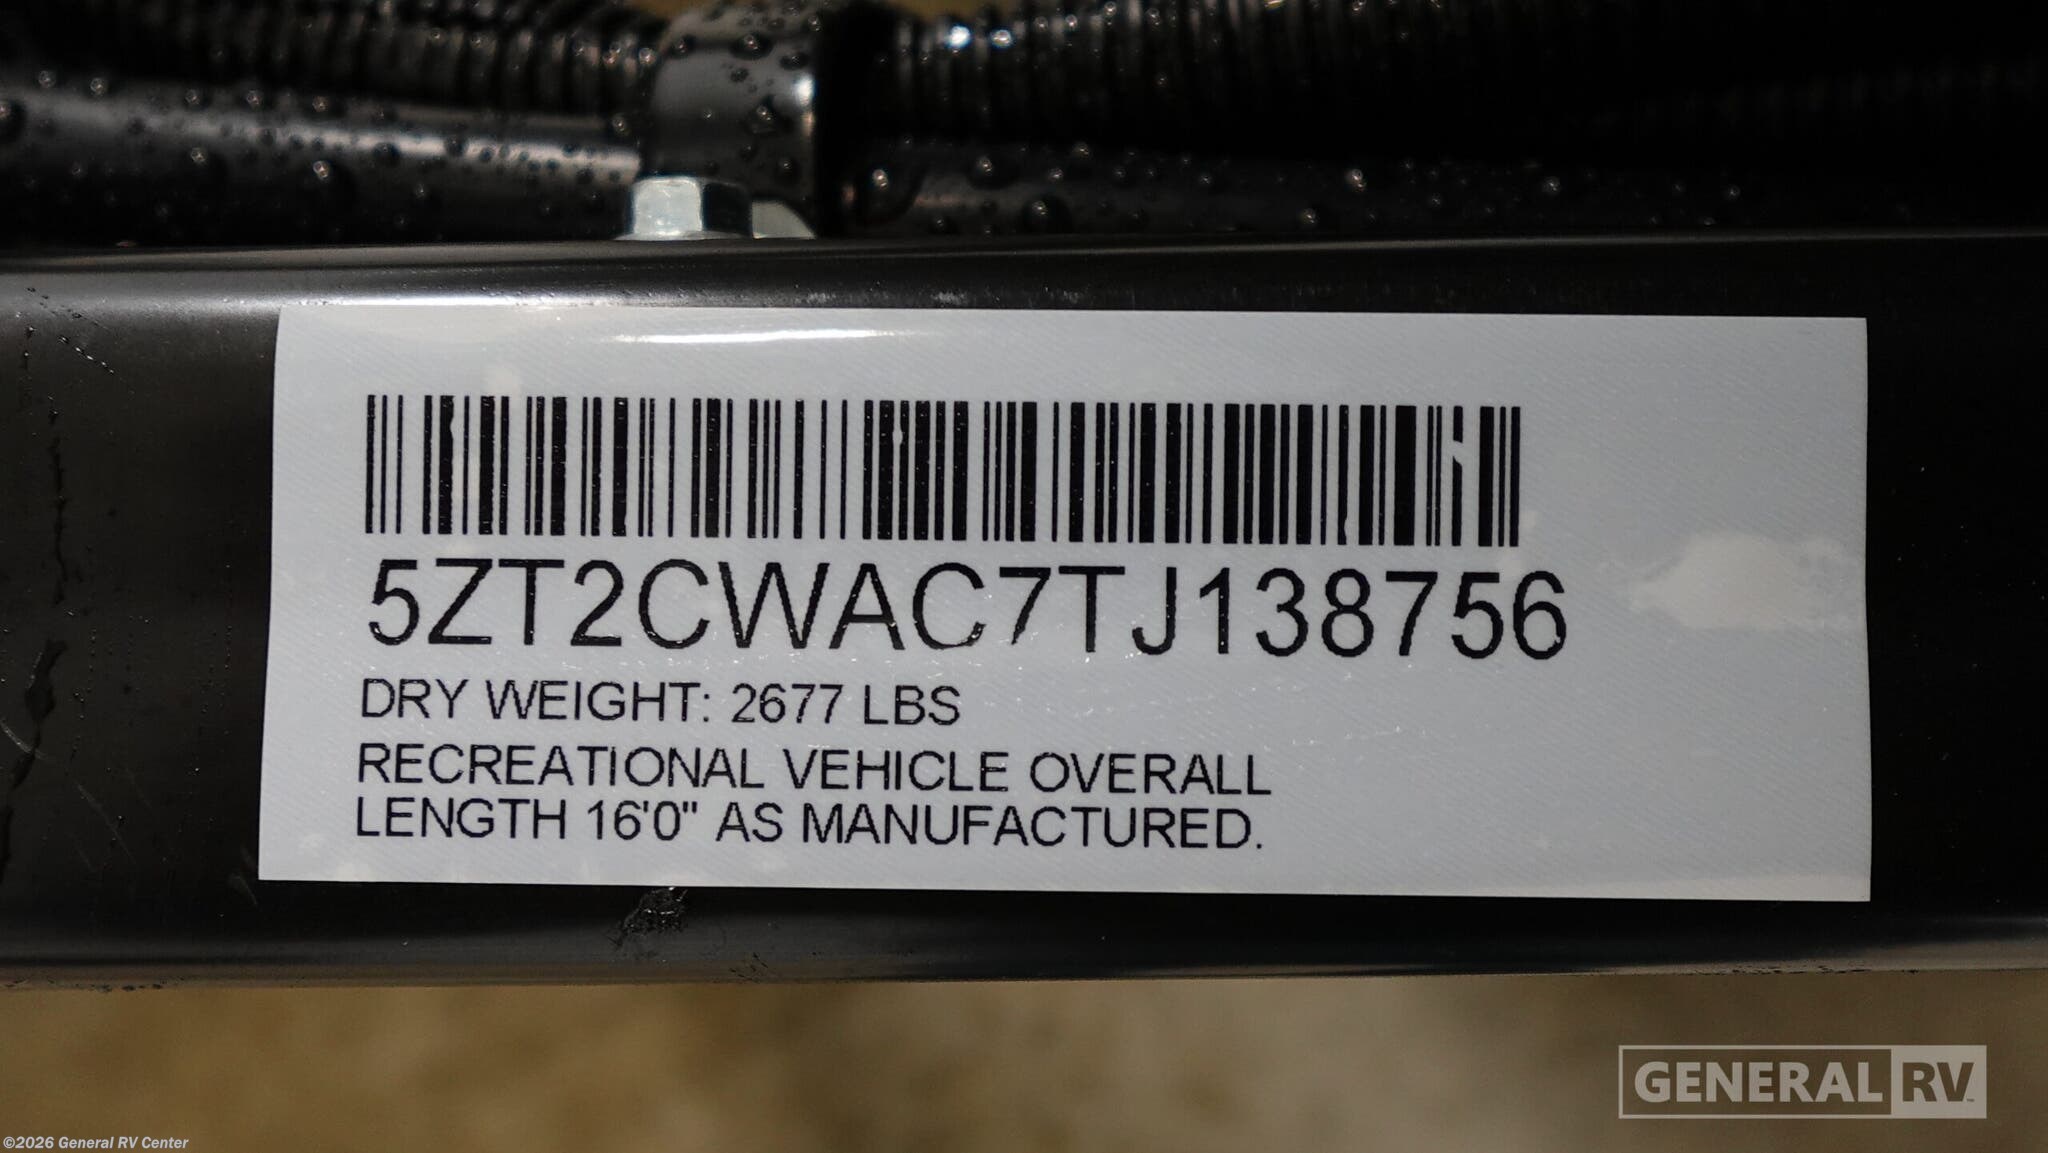 5ZT2CWAC7TJ138756
DRY WEIGHT: 2677 LBS
RECREATIONAL VEHICLE OVERALL
LENGTH 16'0" AS MANUFACTURED.
GENERAL RV
©2026 General RV Center